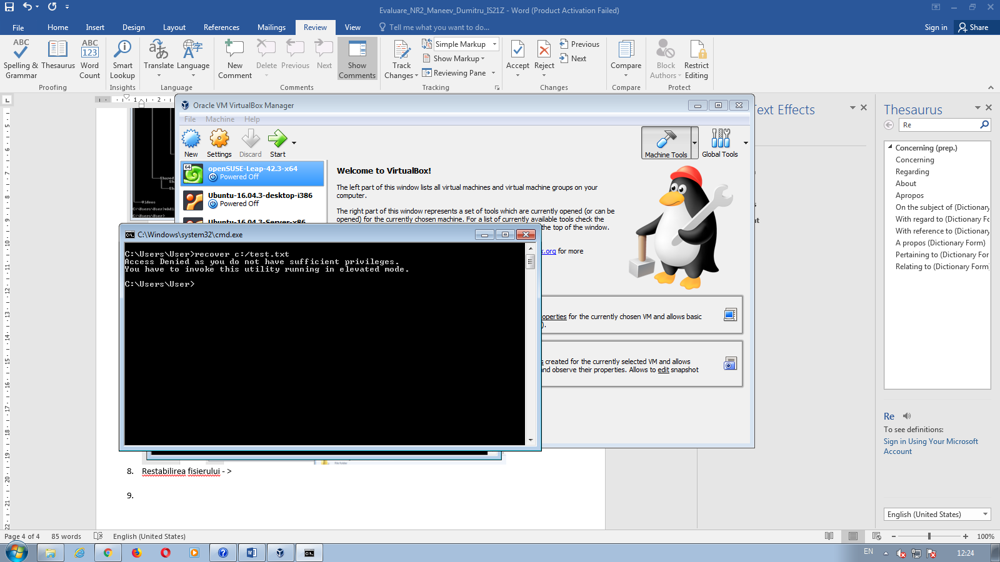 Evaluare_NR2_Maneev_Dumitru_IS21Z - Word (Product Activation Failed)
File Home Insert Design Layout References Mailings Review View Tell me what you want to do... Sign in Share
Spelling & Grammar
Thesaurus
Word Count
Proofing
Smart Lookup
Insights
Translate
Language
Language
New Comment
Delete
Previous
Next
Show Comments
Comments
Track Changes
Simple Markup
Show Markup
Reviewing Pane
Tracking
Accept
Reject
Previous
Next
Changes
Compare
Compare
Block Authors
Restrict Editing
Protect
Oracle VM VirtualBox Manager
File Machine Help
New Settings Discard Start
Machine Tools Global Tools
openSUSE-Leap-42.3-x64
Powered Off
Ubuntu-16.04.3-desktop-i386
Powered Off
Ubuntu-16.04.3-Server-x86
Welcome to VirtualBox!
The left part of this window lists all virtual machines and virtual machine groups on your
computer.
The right part of this window represents a set of tools which are currently opened (or can be
opened) for the currently chosen machine. For a list of currently available tools check the
the top of the window.
x.org for more
operties for the currently chosen VM and allows basic
).
s created for the currently selected VM and allows
and observe their properties. Allows to edit snapshot
C:\Windows\system32\cmd.exe
C:\Users\User>recover c:/test.txt
Access Denied as you do not have sufficient privileges.
You have to invoke this utility running in elevated mode.
C:\Users\User>
8. Restabilirea fisierului - >
9.
ext Effects
Thesaurus
Re
Concerning (prep.)
Concerning
Regarding
About
Apropos
On the subject of (Dictionary
With regard to (Dictionary Fo
With reference to (Dictionary
A propos (Dictionary Form)
Pertaining to (Dictionary For
Relating to (Dictionary Form)
Re
To see definitions:
Sign in Using Your Microsoft
Account
English (United States)
Page 4 of 4 85 words English (United States) 100%
EN 12:24